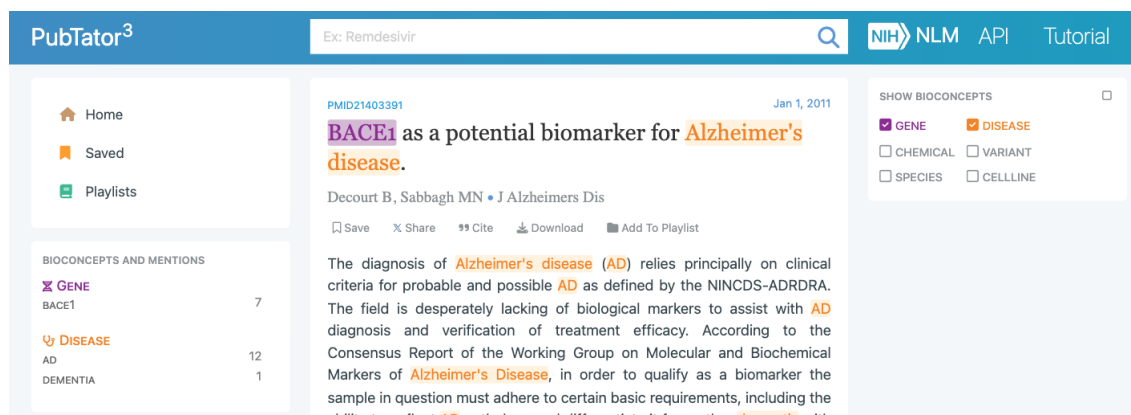 PubTator3
Ex: Remdesivir
NIH NLM
API
Tutorial
Home
Saved
Playlists
BIOCONCEPTS AND MENTIONS
GENE
BACE1 7
DISEASE
AD 12
DEMENTIA 1
PMID21403391
Jan 1, 2011
BACE1 as a potential biomarker for Alzheimer's
disease.
Decourt B, Sabbagh MN • J Alzheimers Dis
Save Share Cite Download Add To Playlist
The diagnosis of Alzheimer's disease (AD) relies principally on clinical
criteria for probable and possible AD as defined by the NINCDS-ADRDRA.
The field is desperately lacking of biological markers to assist with AD
diagnosis and verification of treatment efficacy. According to the
Consensus Report of the Working Group on Molecular and Biochemical
Markers of Alzheimer's Disease, in order to qualify as a biomarker the
sample in question must adhere to certain basic requirements, including the
SHOW BIOCONCEPTS
GENE DISEASE
CHEMICAL VARIANT
SPECIES CELLLINE